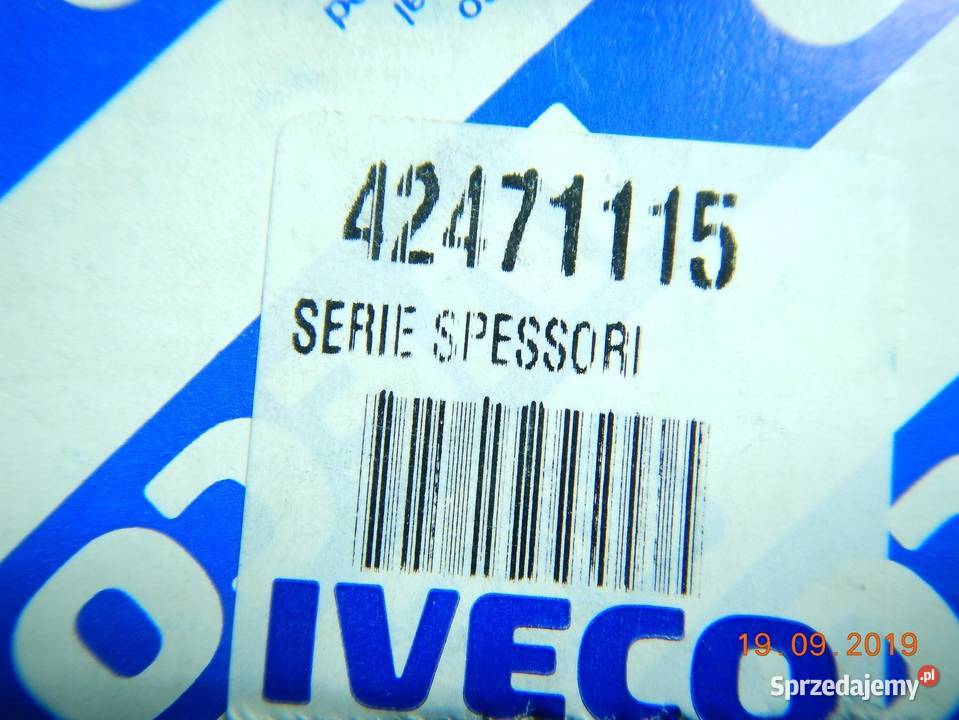 42471115
SERIE SPESSORI
IVECO
19.09.2019
Sprzedajemy.pl